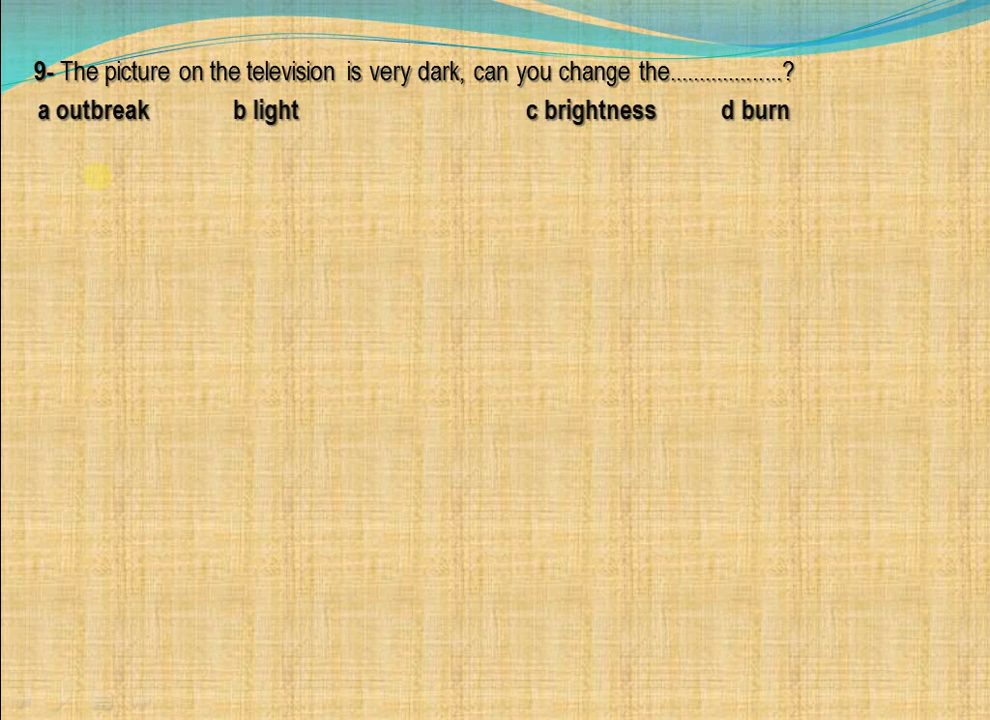 9- The picture on the television is very dark, can you change the...................?
a outbreak b light c brightness d burn